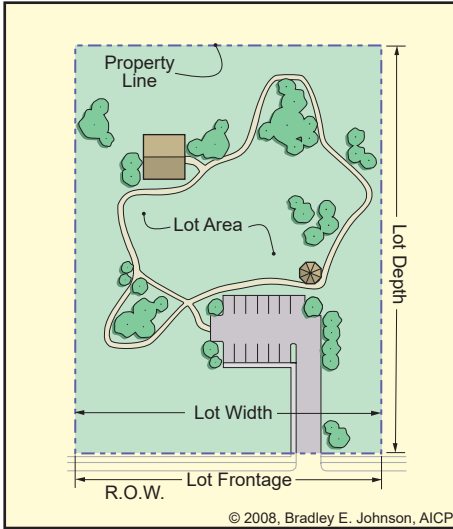 Property
Line
Lot Area
Lot Depth
Lot Width
Lot Frontage
R.O.W.
© 2008, Bradley E. Johnson, AICP